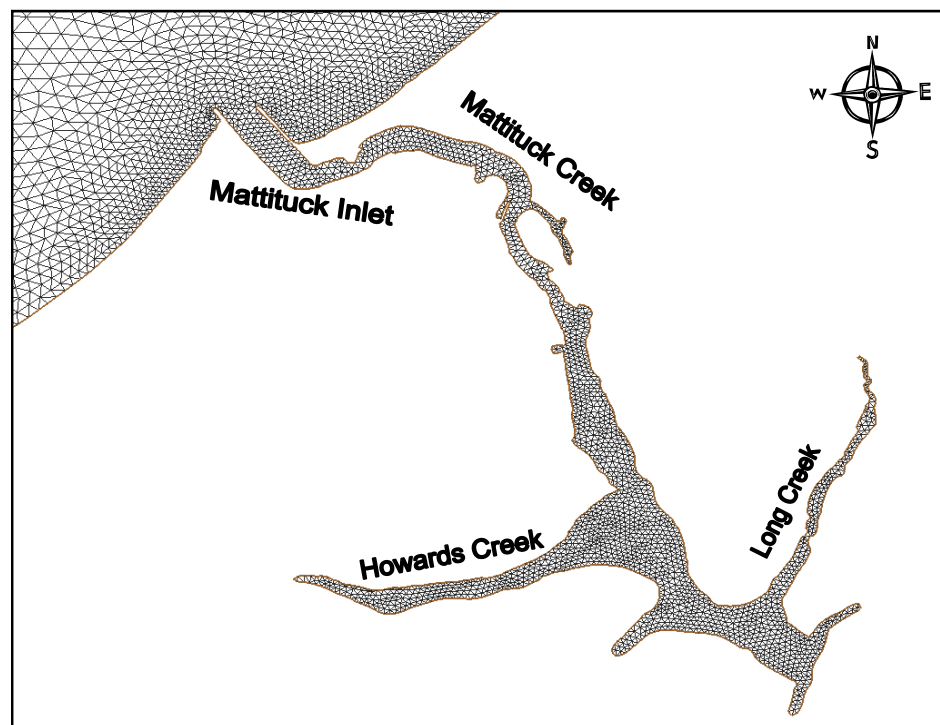 N
W E
S
Mattituck Creek
Mattituck Inlet
Long Creek
Howards Creek